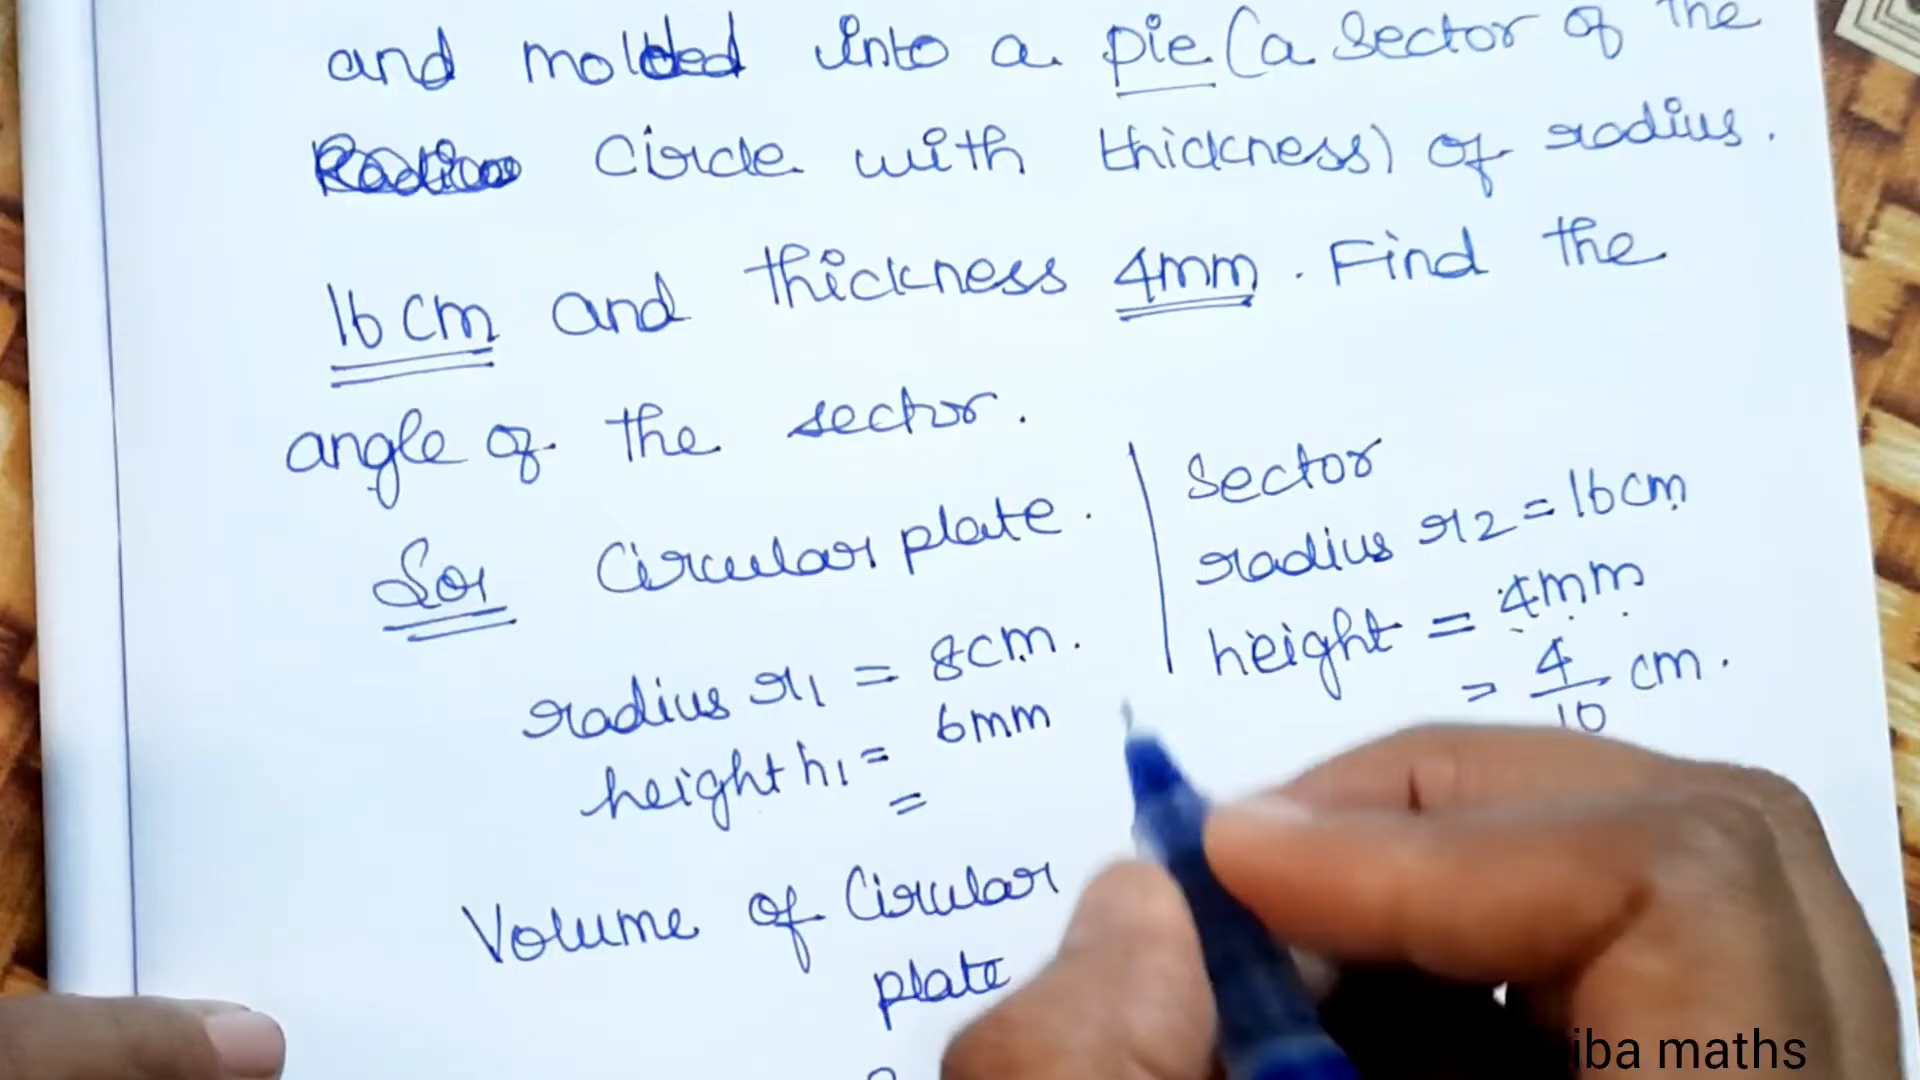 and molded into a pie (a sector of the
circle with thickness) of radius.
16 cm and thickness 4mm. Find the
angle of the sector.
Sol Circular plate.
radius r1 = 8cm.
height h1 = 6mm
=
Volume of Cirular
plate
Sector
radius r2 = 16cm
height = 4mm
= 4/10 cm.
iba maths